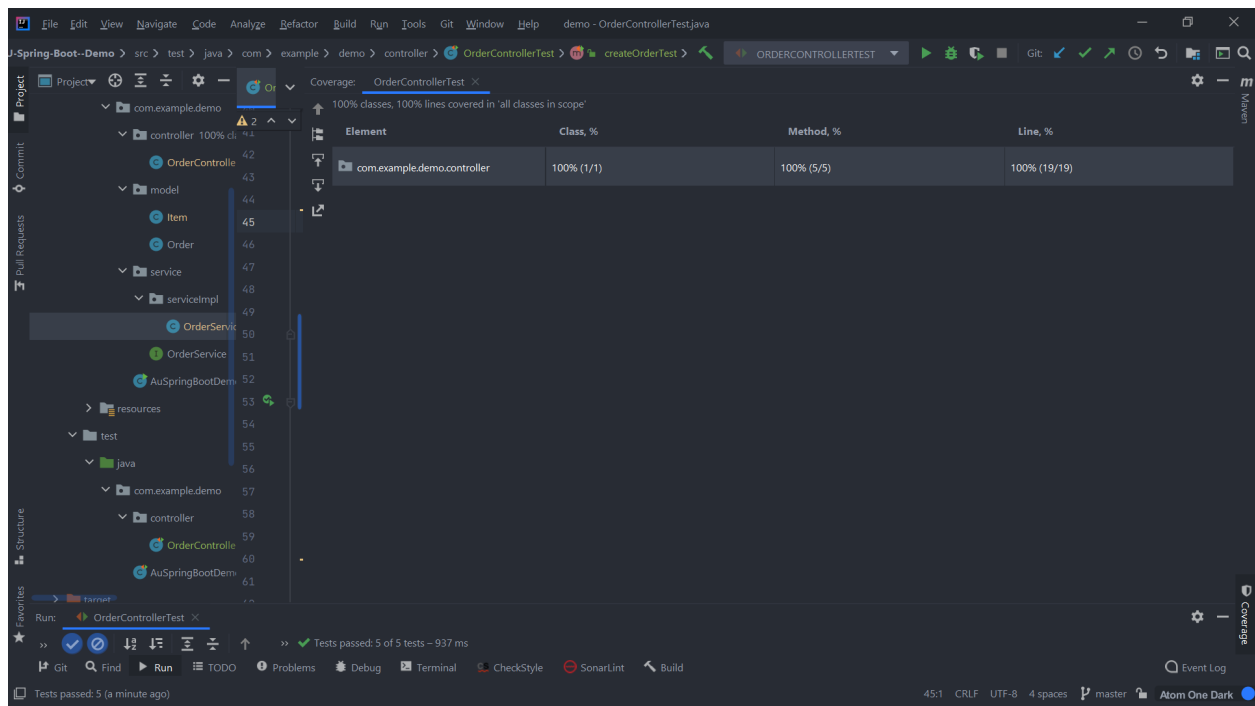 File Edit View Navigate Code Analyze Refactor Build Run Tools Git Window Help demo - OrderControllerTest.java
J-Spring-Boot--Demo src test java com example demo controller OrderControllerTest createOrderTest ORDERCONTROLLERTEST Git:
Project
Commit
Pull Requests
Structure
Favorites
Project
com.example.demo
controller 100% cl
OrderControlle
model
Item
Order
service
serviceImpl
OrderServic
OrderService
AuSpringBootDem
resources
test
java
com.example.demo
controller
OrderControlle
AuSpringBootDem
target
Or
2
41
42
43
44
45
46
47
48
49
50
51
52
53
54
55
56
57
58
59
60
61
Coverage: OrderControllerTest
100% classes, 100% lines covered in 'all classes in scope'
Element Class, % Method, % Line, %
com.example.demo.controller 100% (1/1) 100% (5/5) 100% (19/19)
m
Maven
Coverage
Run: OrderControllerTest
Tests passed: 5 of 5 tests – 937 ms
Git Find Run TODO Problems Debug Terminal CheckStyle SonarLint Build Event Log
Tests passed: 5 (a minute ago) 45:1 CRLF UTF-8 4 spaces master Atom One Dark